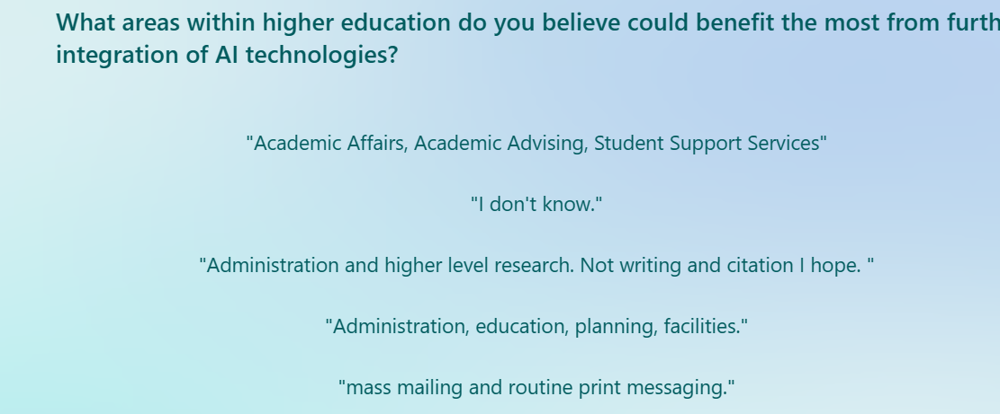 What areas within higher education do you believe could benefit the most from furth
integration of AI technologies?
"Academic Affairs, Academic Advising, Student Support Services"
"I don't know."
"Administration and higher level research. Not writing and citation I hope. "
"Administration, education, planning, facilities."
"mass mailing and routine print messaging."